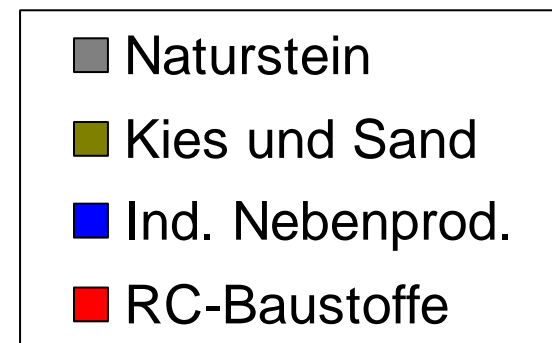 Naturstein
Kies und Sand
Ind. Nebenprod.
RC-Baustoffe